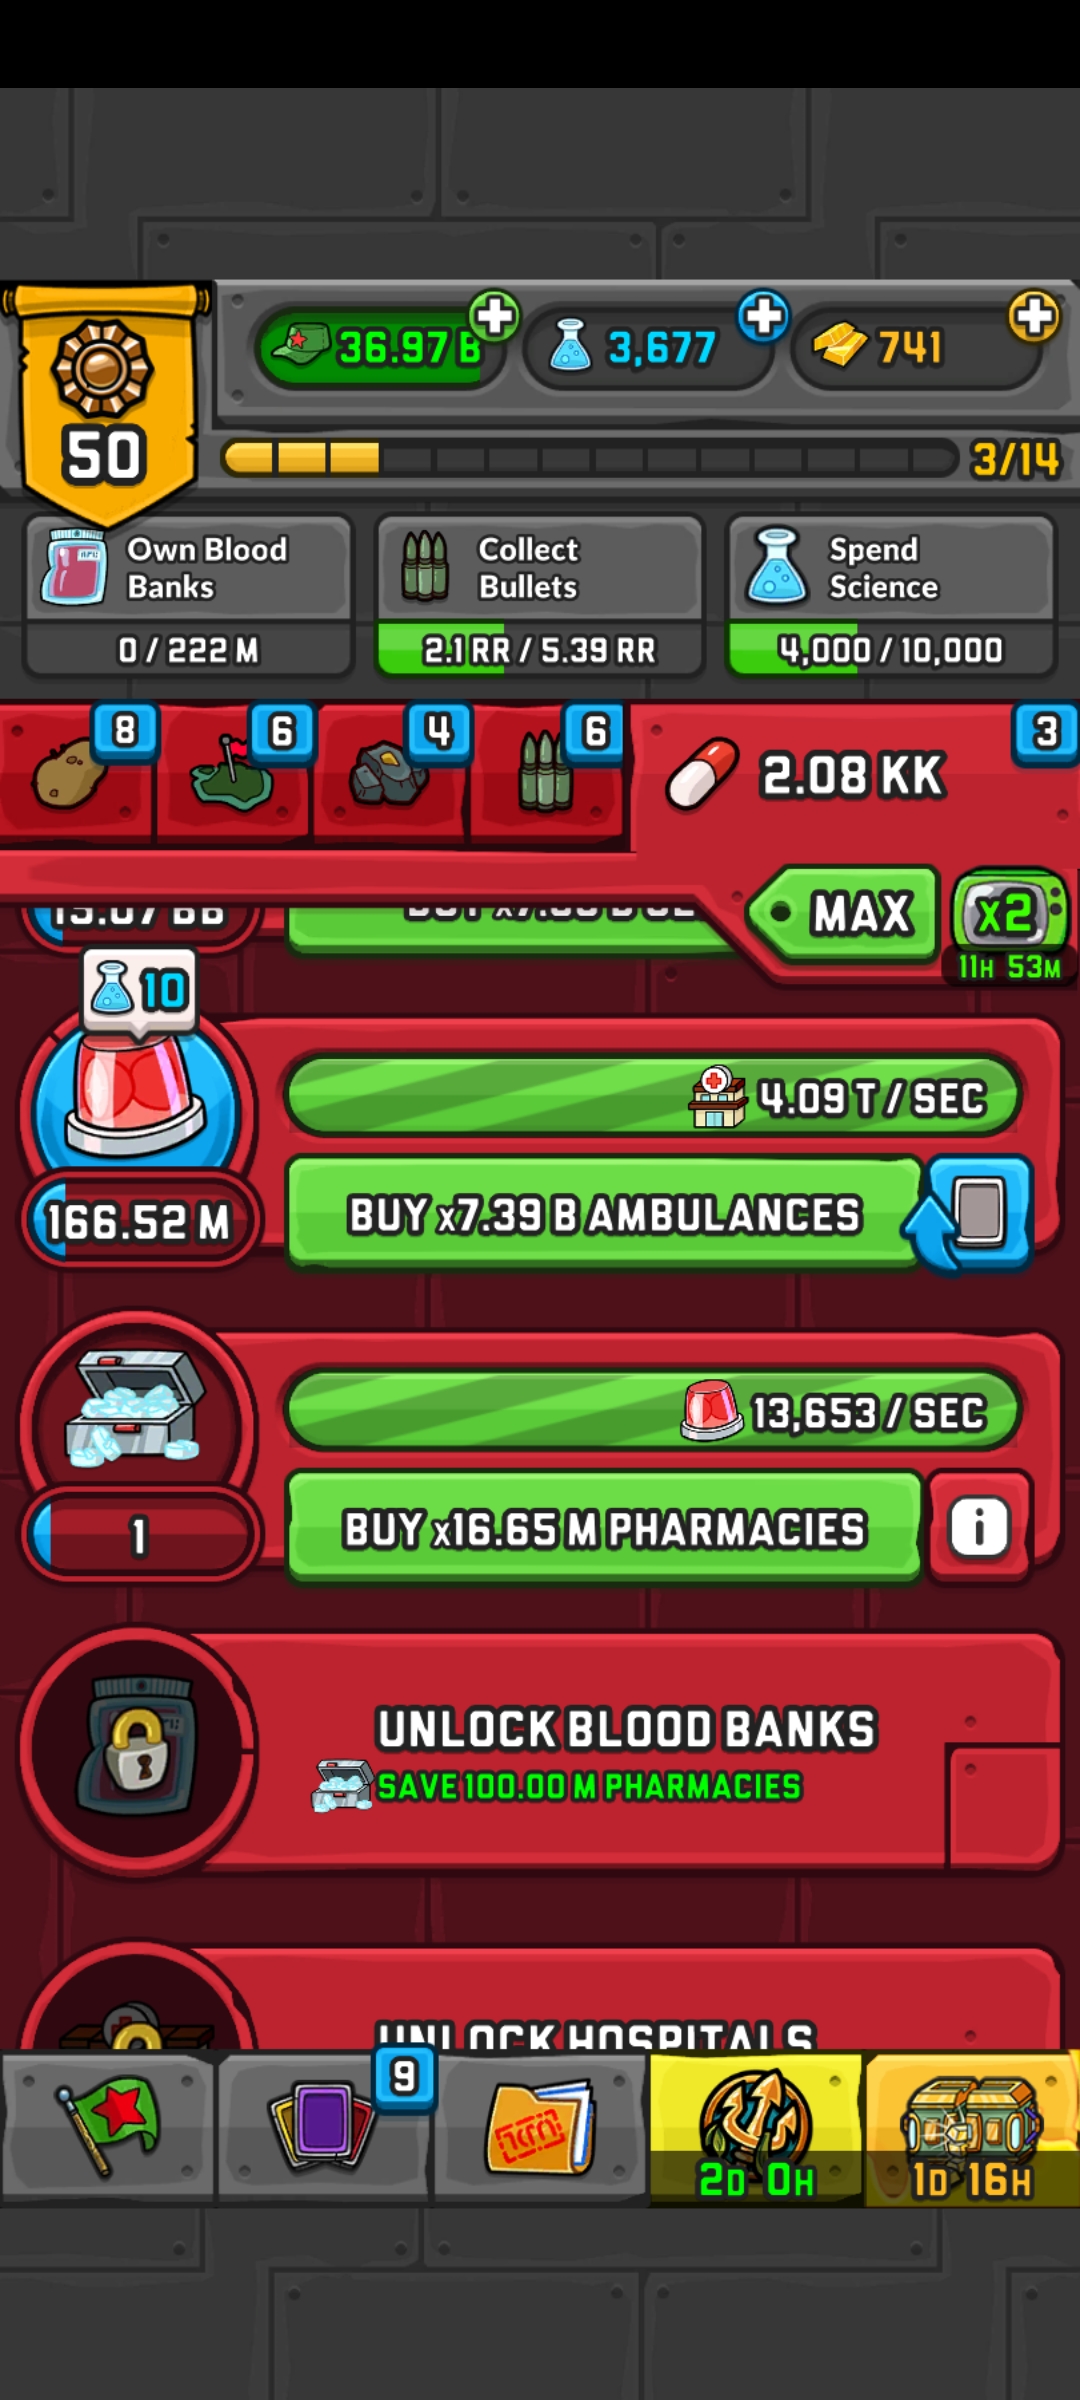 50
36.97 B
3,677
741
3/14
Own Blood
Banks
0 / 222 M
Collect
Bullets
2.1 RR / 5.39 RR
Spend
Science
4,000 / 10,000
8
6
4
6
2.08 KK
3
MAX
x2
11H 53M
10
4.09 T / SEC
166.52 M
BUY x7.39 B AMBULANCES
13,653 / SEC
1
BUY x16.65 M PHARMACIES
i
UNLOCK BLOOD BANKS
SAVE 100.00 M PHARMACIES
UNLOCK HOSPITALS
9
2D 0H
1D 16H